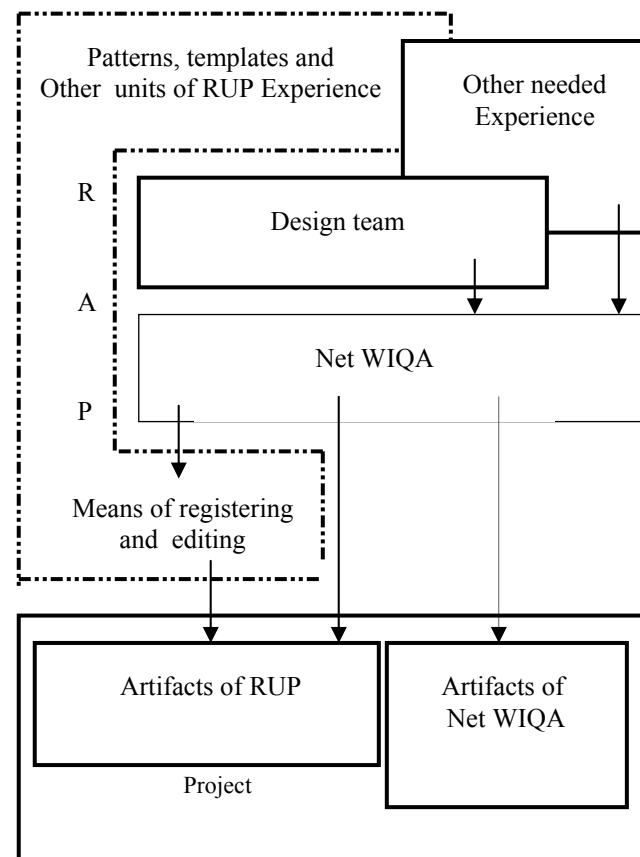 Patterns, templates and
Other units of RUP Experience
Other needed
Experience
R
Design team
A
Net WIQA
P
Means of registering
and editing
Artifacts of RUP
Artifacts of
Net WIQA
Project